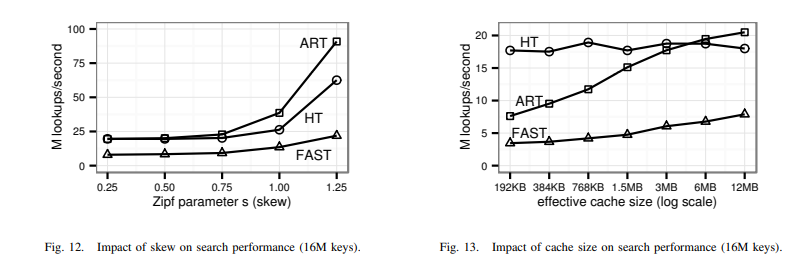 100
75
50
25
0
M lookups/second
ART
HT
FAST
0.25 0.50 0.75 1.00 1.25
Zipf parameter s (skew)
Fig. 12. Impact of skew on search performance (16M keys).
20
15
10
5
0
M lookups/second
HT
ART
FAST
192KB 384KB 768KB 1.5MB 3MB 6MB 12MB
effective cache size (log scale)
Fig. 13. Impact of cache size on search performance (16M keys).